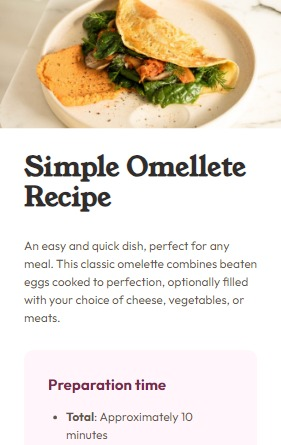 Simple Omellete
Recipe
An easy and quick dish, perfect for any
meal. This classic omelette combines beaten
eggs cooked to perfection, optionally filled
with your choice of cheese, vegetables, or
meats.
Preparation time
• Total: Approximately 10
minutes